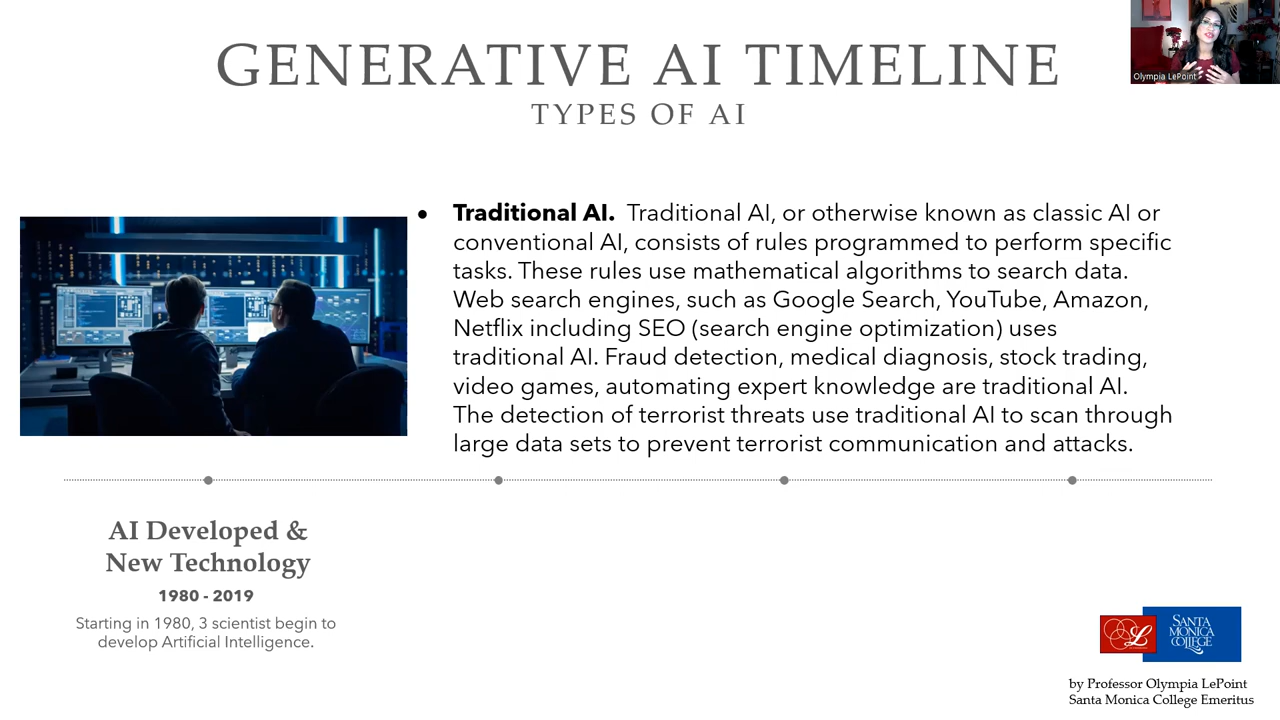 GENERATIVE AI TIMELINE
TYPES OF AI
Olympia LePoint
• Traditional AI. Traditional AI, or otherwise known as classic AI or
conventional AI, consists of rules programmed to perform specific
tasks. These rules use mathematical algorithms to search data.
Web search engines, such as Google Search, YouTube, Amazon,
Netflix including SEO (search engine optimization) uses
traditional AI. Fraud detection, medical diagnosis, stock trading,
video games, automating expert knowledge are traditional AI.
The detection of terrorist threats use traditional AI to scan through
large data sets to prevent terrorist communication and attacks.
AI Developed &
New Technology
1980 - 2019
Starting in 1980, 3 scientist begin to
develop Artificial Intelligence.
L
SANTA
MONICA
COLLEGE
by Professor Olympia LePoint
Santa Monica College Emeritus